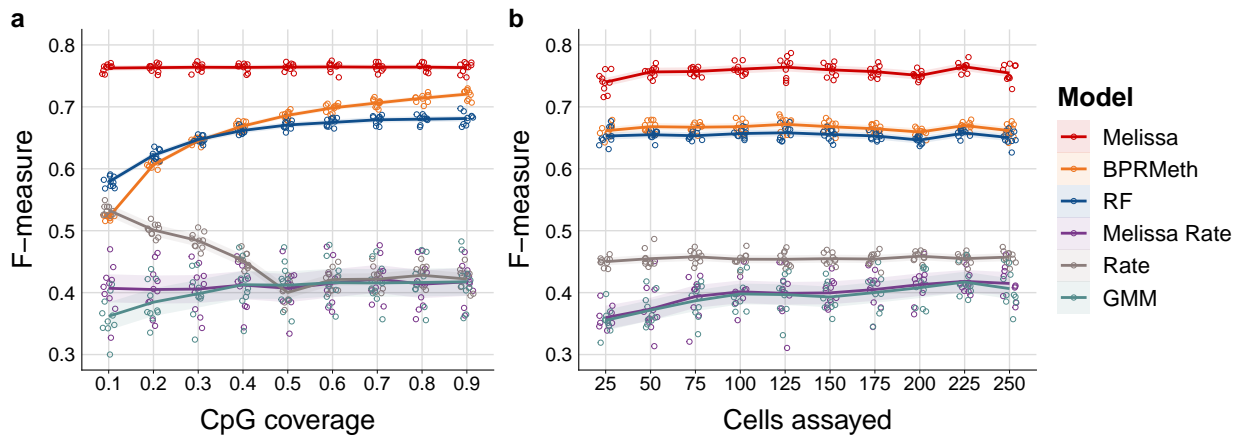 a
b
F−measure
0.8
0.7
0.6
0.5
0.4
0.3
0.1 0.2 0.3 0.4 0.5 0.6 0.7 0.8 0.9
CpG coverage
F−measure
0.8
0.7
0.6
0.5
0.4
0.3
25 50 75 100 125 150 175 200 225 250
Cells assayed
Model
Melissa
BPRMeth
RF
Melissa Rate
Rate
GMM